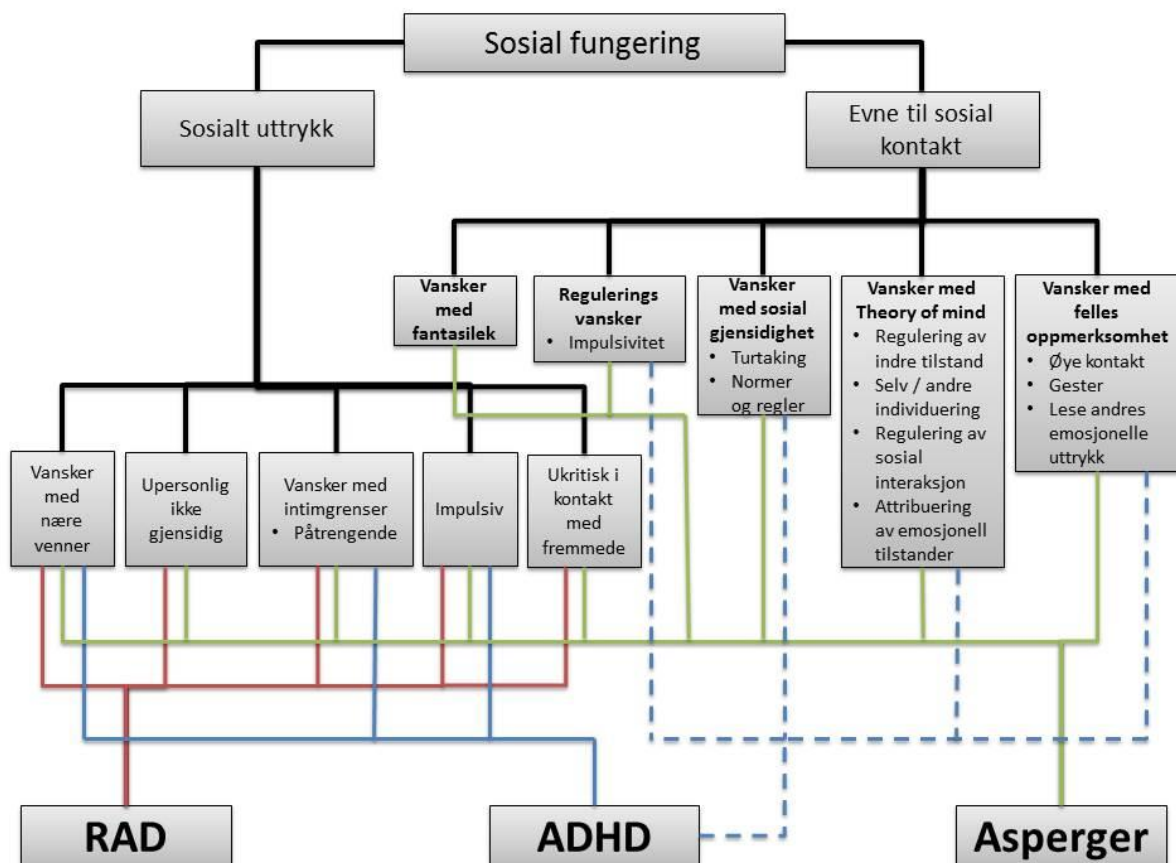 Sosial fungering
Sosialt uttrykk
Evne til sosial
kontakt
Vansker
med
fantasilek
Regulerings
vansker
• Impulsivitet
Vansker
med sosial
gjensidighet
• Turtaking
• Normer
og regler
Vansker med
Theory of mind
• Regulering av
indre tilstand
• Selv / andre
individuering
• Regulering av
sosial
interaksjon
• Attribuering
av emosjonell
tilstander
Vansker med
felles
oppmerksomhet
• Øye kontakt
• Gester
• Lese andres
emosjonelle
uttrykk
Vansker
med
nære
venner
Upersonlig
ikke
gjensidig
Vansker med
intimgrenser
• Påtrengende
Impulsiv
Ukritisk i
kontakt
med
fremmede
RAD
ADHD
Asperger